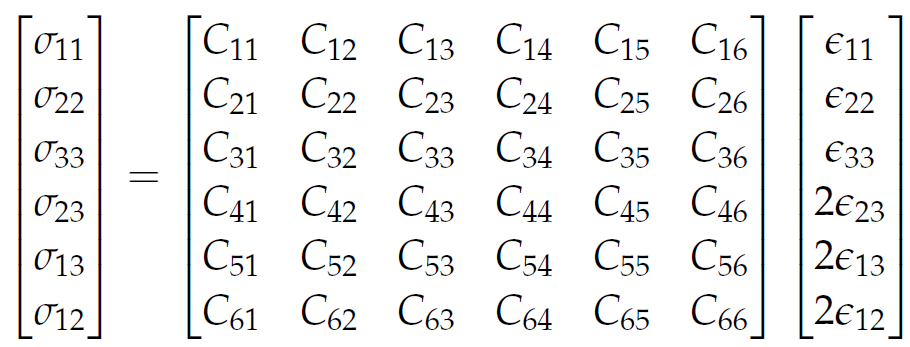 [σ₁₁] = [C₁₁ C₁₂ C₁₃ C₁₄ C₁₅ C₁₆] [ϵ₁₁]
[σ₂₂] [C₂₁ C₂₂ C₂₃ C₂₄ C₂₅ C₂₆] [ϵ₂₂]
[σ₃₃] [C₃₁ C₃₂ C₃₃ C₃₄ C₃₅ C₃₆] [ϵ₃₃]
[σ₂₃] [C₄₁ C₄₂ C₄₃ C₄₄ C₄₅ C₄₆] [2ϵ₂₃]
[σ₁₃] [C₅₁ C₅₂ C₅₃ C₅₄ C₅₅ C₅₆] [2ϵ₁₃]
[σ₁₂] [C₆₁ C₆₂ C₆₃ C₆₄ C₆₅ C₆₆] [2ϵ₁₂]